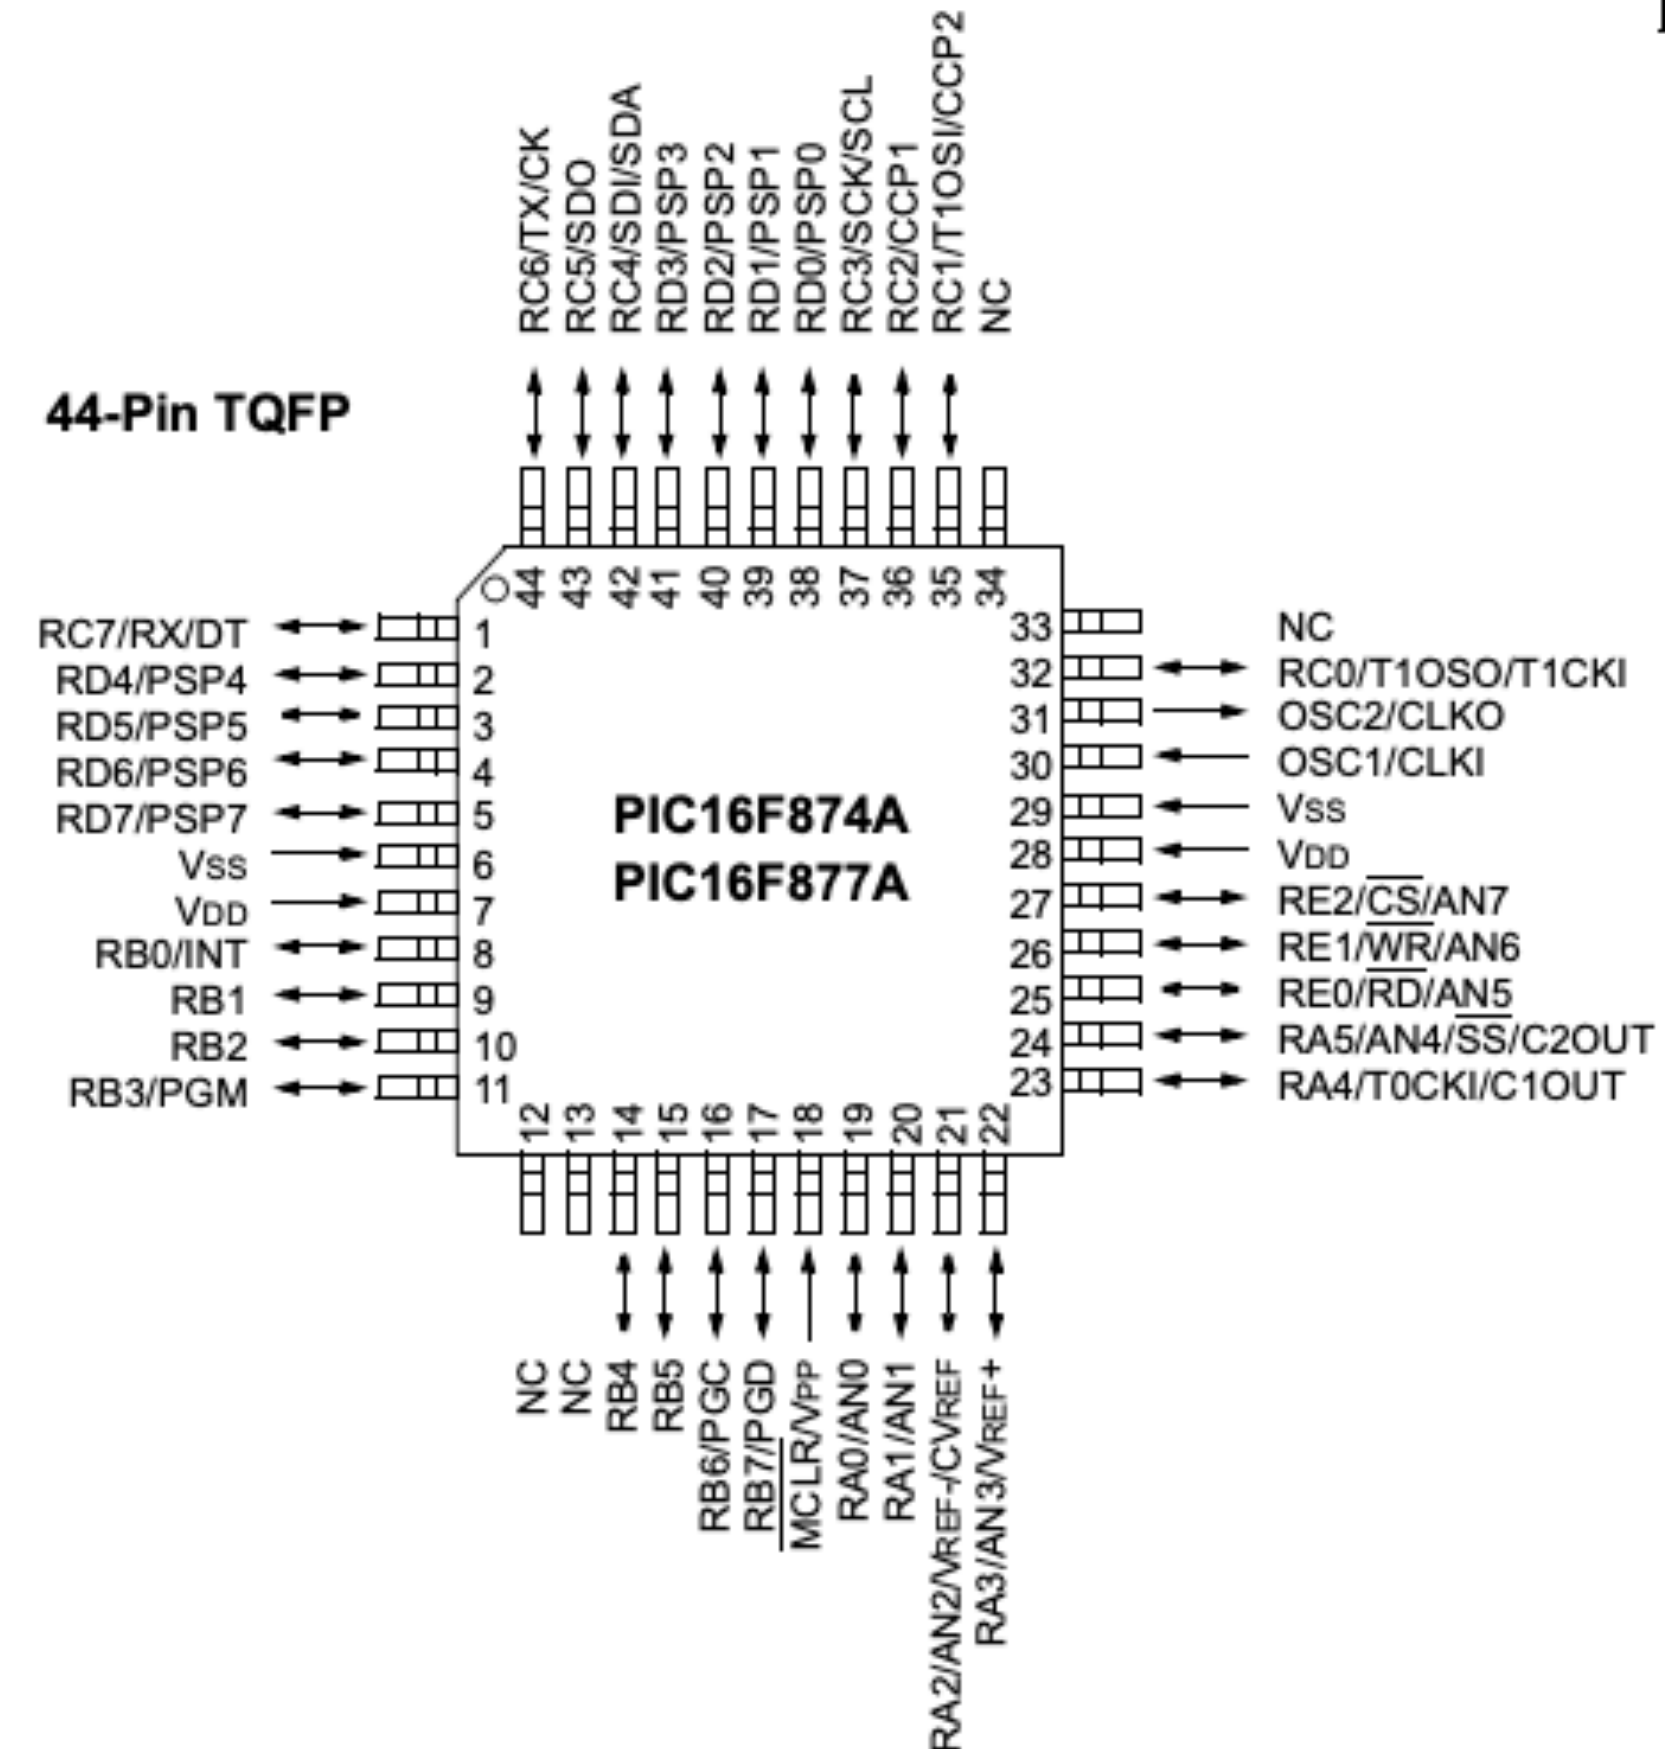 RC6/TX/CK
RC5/SDO
RC4/SDI/SDA
RD3/PSP3
RD2/PSP2
RD1/PSP1
RD0/PSP0
RC3/SCK/SCL
RC2/CCP1
RC1/T1OSI/CCP2
NC
44-Pin TQFP
44
43
42
41
40
39
38
37
36
35
34
RC7/RX/DT 1
RD4/PSP4 2
RD5/PSP5 3
RD6/PSP6 4
RD7/PSP7 5
VSS 6
VDD 7
RB0/INT 8
RB1 9
RB2 10
RB3/PGM 11
PIC16F874A
PIC16F877A
33 NC
32 RC0/T1OSO/T1CKI
31 OSC2/CLKO
30 OSC1/CLKI
29 VSS
28 VDD
27 RE2/CS/AN7
26 RE1/WR/AN6
25 RE0/RD/AN5
24 RA5/AN4/SS/C2OUT
23 RA4/T0CKI/C1OUT
12
13
14
15
16
17
18
19
20
21
22
NC
NC
RB4
RB5
RB6/PGC
RB7/PGD
MCLR/VPP
RA0/AN0
RA1/AN1
RA2/AN2/VREF-/CVREF
RA3/AN3/VREF+